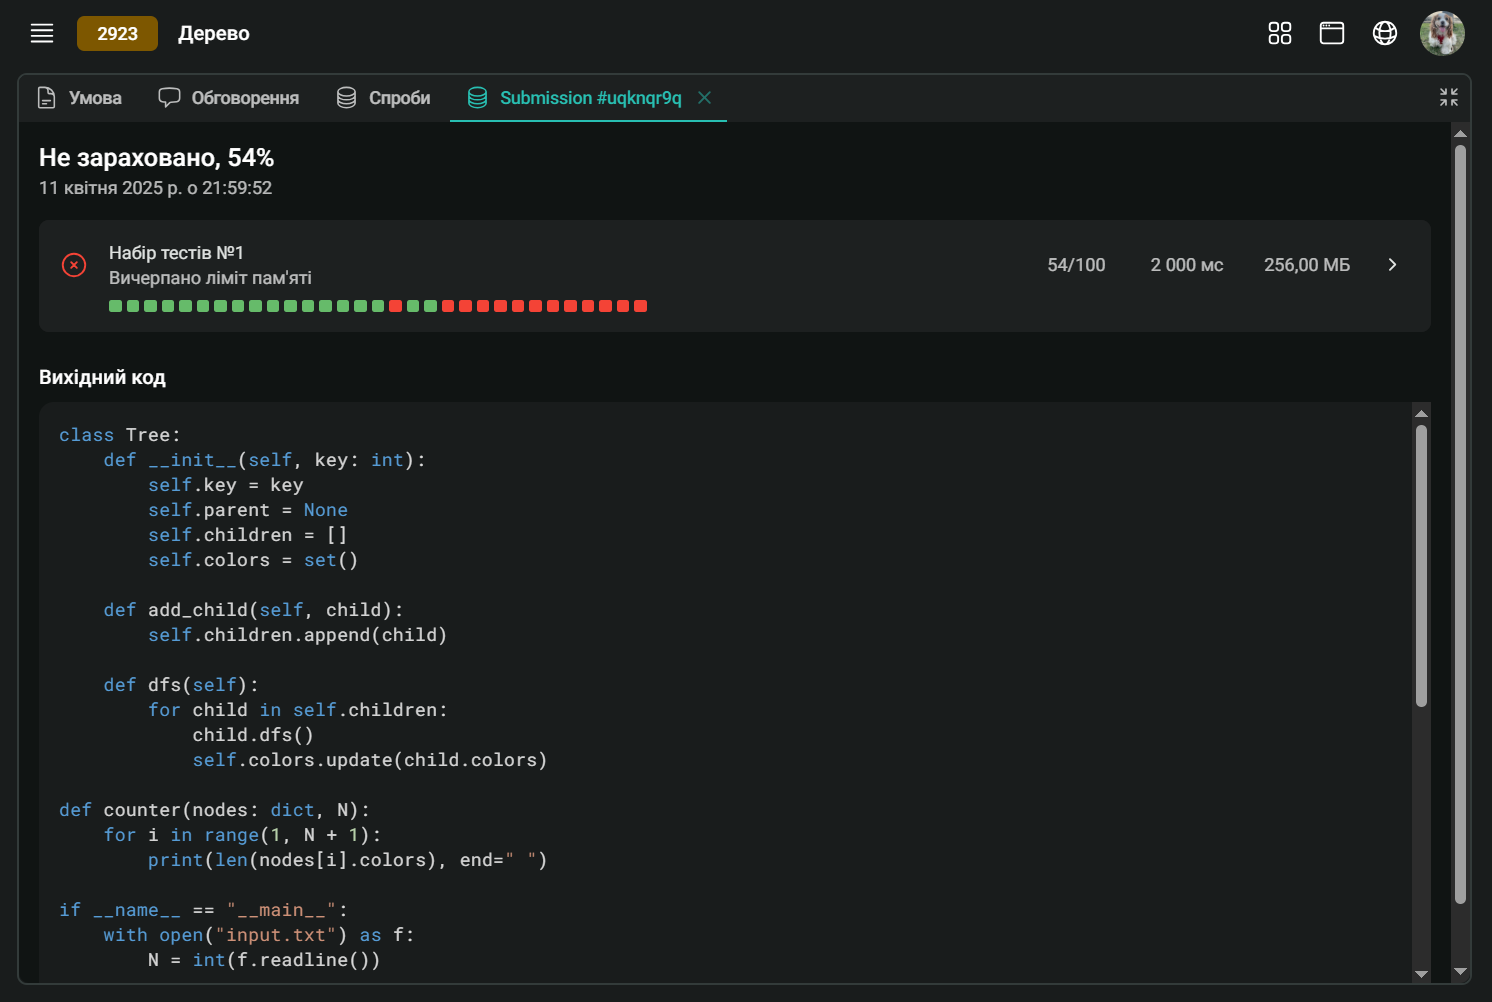 2923 Дерево
Умова Обговорення Спроби Submission #uqknqr9q
Не зараховано, 54%
11 квітня 2025 р. о 21:59:52
Набір тестів №1
Вичерпано ліміт пам'яті
54/100 2 000 мс 256,00 МБ
Вихідний код
class Tree:
    def __init__(self, key: int):
        self.key = key
        self.parent = None
        self.children = []
        self.colors = set()
    def add_child(self, child):
        self.children.append(child)
    def dfs(self):
        for child in self.children:
            child.dfs()
            self.colors.update(child.colors)
def counter(nodes: dict, N):
    for i in range(1, N + 1):
        print(len(nodes[i].colors), end=" ")
if __name__ == "__main__":
    with open("input.txt") as f:
        N = int(f.readline())